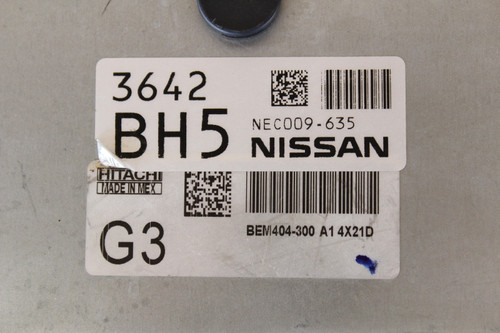 3642
BH5
NEC009-635
NISSAN
HITACHI
MADE IN MEX
G3
BEM404-300 A1 4X21D